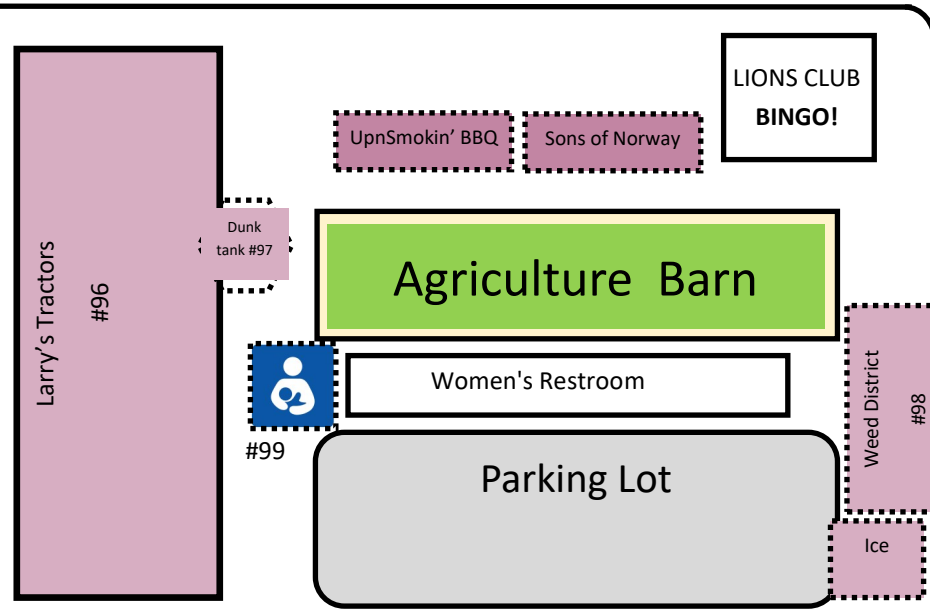 LIONS CLUB
BINGO!
UpnSmokin’ BBQ
Sons of Norway
Larry’s Tractors
#96
Dunk
tank #97
Agriculture  Barn
Women's Restroom
#99
Weed District
#98
Parking Lot
Ice